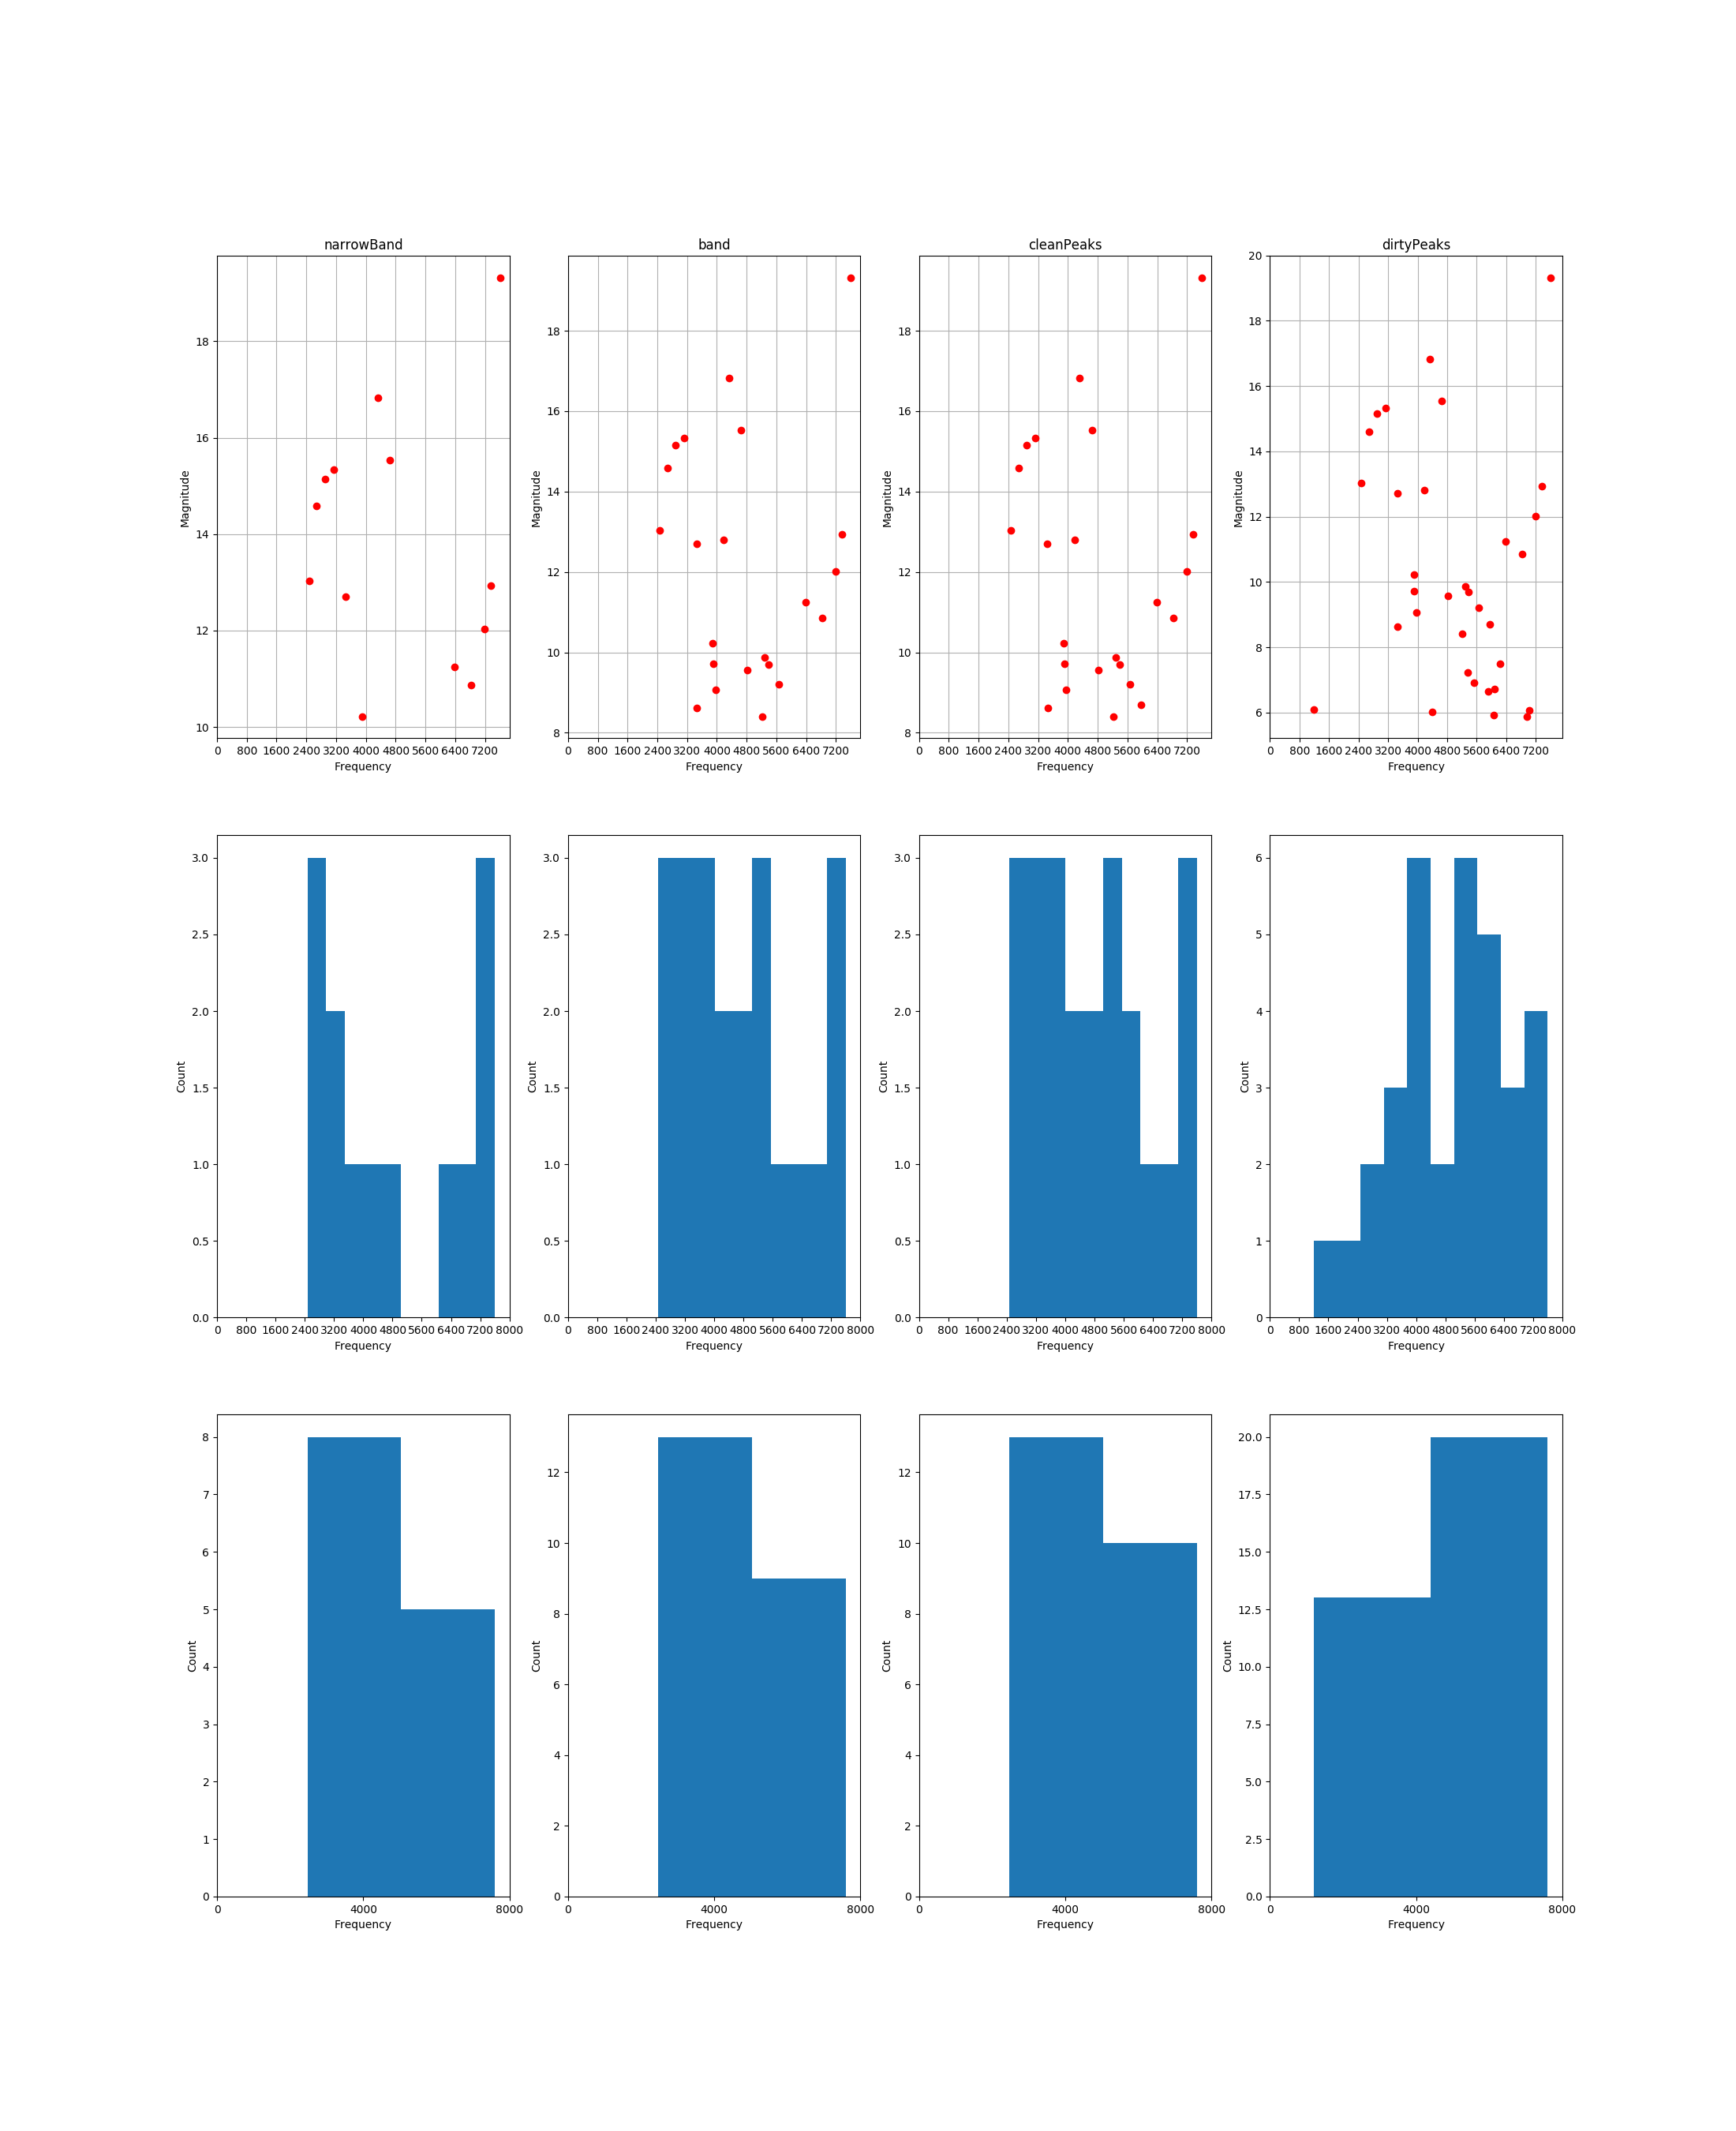 narrowBand band cleanPeaks dirtyPeaks
20
18 18 18 18
16 16 16 16
14 14 14 14
12 12 12 12
10 10 10 10
8 8 8
6
Magnitude Magnitude Magnitude Magnitude
0 800 1600 2400 3200 4000 4800 5600 6400 7200 0 800 1600 2400 3200 4000 4800 5600 6400 7200 0 800 1600 2400 3200 4000 4800 5600 6400 7200 0 800 1600 2400 3200 4000 4800 5600 6400 7200
Frequency Frequency Frequency Frequency
3.0 3.0 3.0 6
2.5 2.5 2.5 5
2.0 2.0 2.0 4
1.5 1.5 1.5 3
1.0 1.0 1.0 2
0.5 0.5 0.5 1
0.0 0.0 0.0 0
Count Count Count Count
0 800 1600 2400 3200 4000 4800 5600 6400 7200 8000 0 800 1600 2400 3200 4000 4800 5600 6400 7200 8000 0 800 1600 2400 3200 4000 4800 5600 6400 7200 8000 0 800 1600 2400 3200 4000 4800 5600 6400 7200 8000
Frequency Frequency Frequency Frequency
8 12 12 20.0
7 10 10 17.5
6 8 8 15.0
5 6 6 12.5
4 4 4 10.0
3 2 2 7.5
2 0 0 5.0
1 2.5
0 0.0
Count Count Count Count
0 4000 8000 0 4000 8000 0 4000 8000 0 4000 8000
Frequency Frequency Frequency Frequency